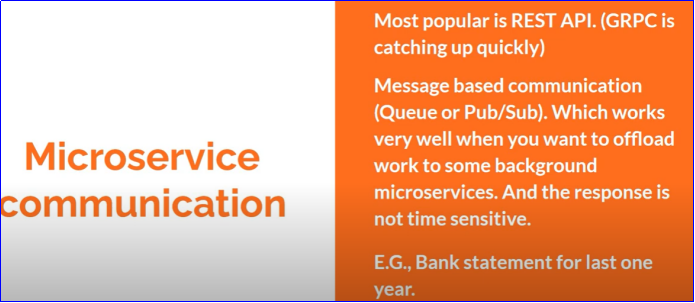 Microservice
communication
Most popular is REST API. (GRPC is
catching up quickly)
Message based communication
(Queue or Pub/Sub). Which works
very well when you want to offload
work to some background
microservices. And the response is
not time sensitive.
E.G., Bank statement for last one
year.